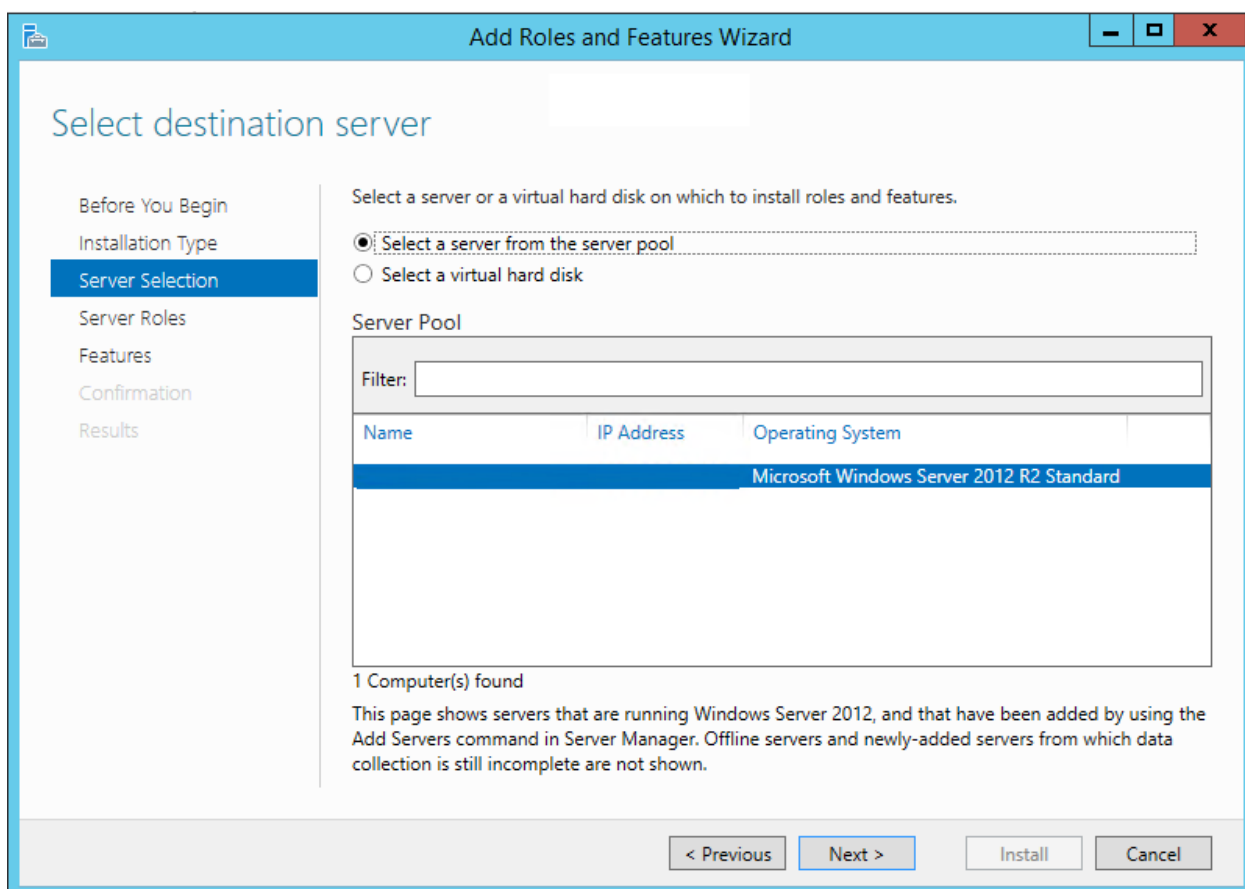 Add Roles and Features Wizard
Select destination server
Before You Begin
Installation Type
Server Selection
Server Roles
Features
Confirmation
Results
Select a server or a virtual hard disk on which to install roles and features.
Select a server from the server pool
Select a virtual hard disk
Server Pool
Filter:
Name IP Address Operating System
Microsoft Windows Server 2012 R2 Standard
1 Computer(s) found
This page shows servers that are running Windows Server 2012, and that have been added by using the
Add Servers command in Server Manager. Offline servers and newly-added servers from which data
collection is still incomplete are not shown.
< Previous Next > Install Cancel